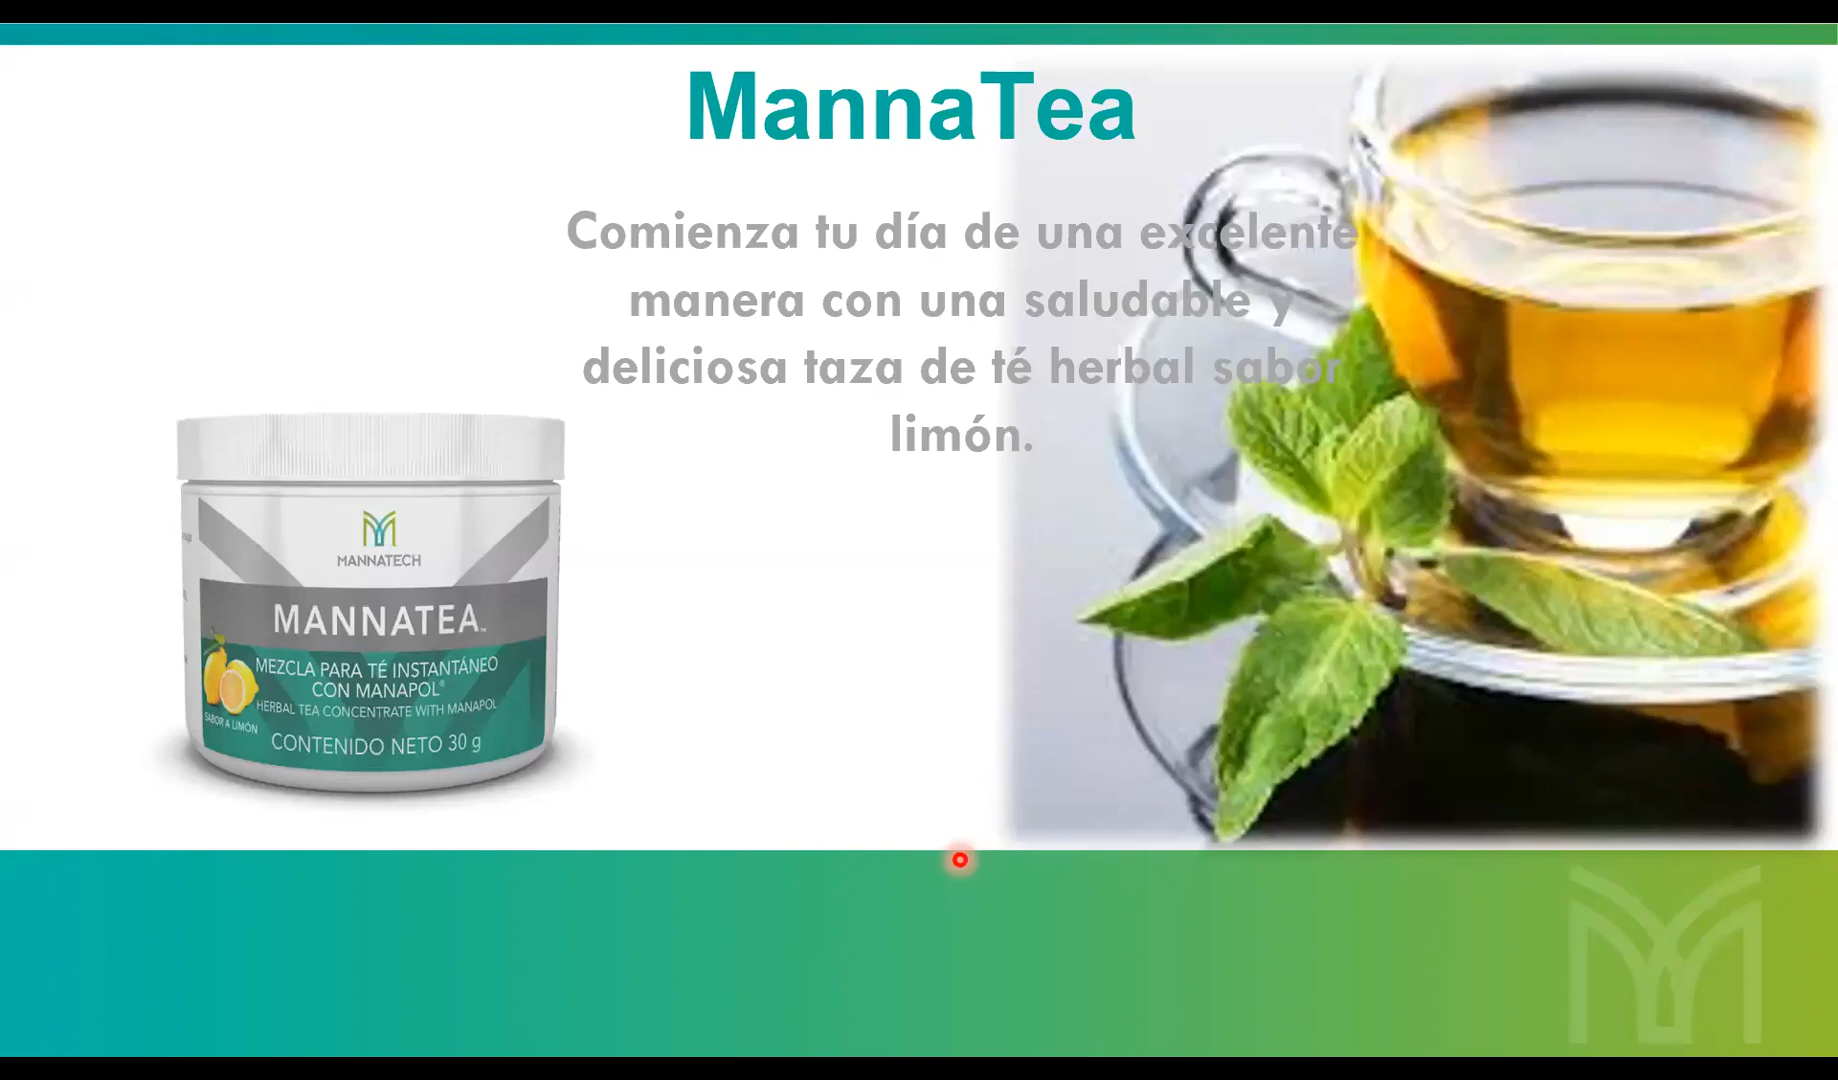 MannaTea
Comienza tu día de una excelente
manera con una saludable y
deliciosa taza de té herbal sabor
limón.
MANNATECH
MANNATEA™
MEZCLA PARA TÉ INSTANTÁNEO
CON MANAPOL®
HERBAL TEA CONCENTRATE WITH MANAPOL
SABOR A LIMÓN
CONTENIDO NETO 30 g